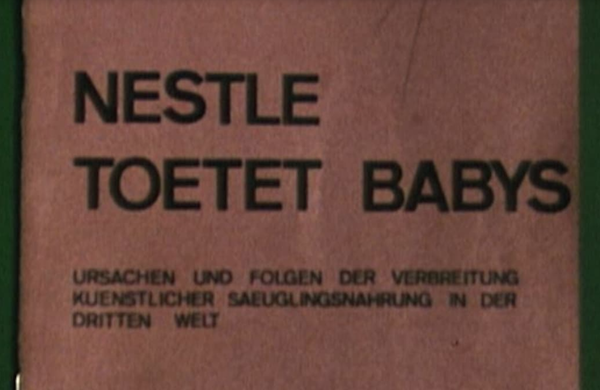 NESTLE
TOETET BABYS
URSACHEN UND FOLGEN DER VERBREITUNG
KUENSTLICHER SAEUGLINGSNAHRUNG IN DER
DRITTEN WELT